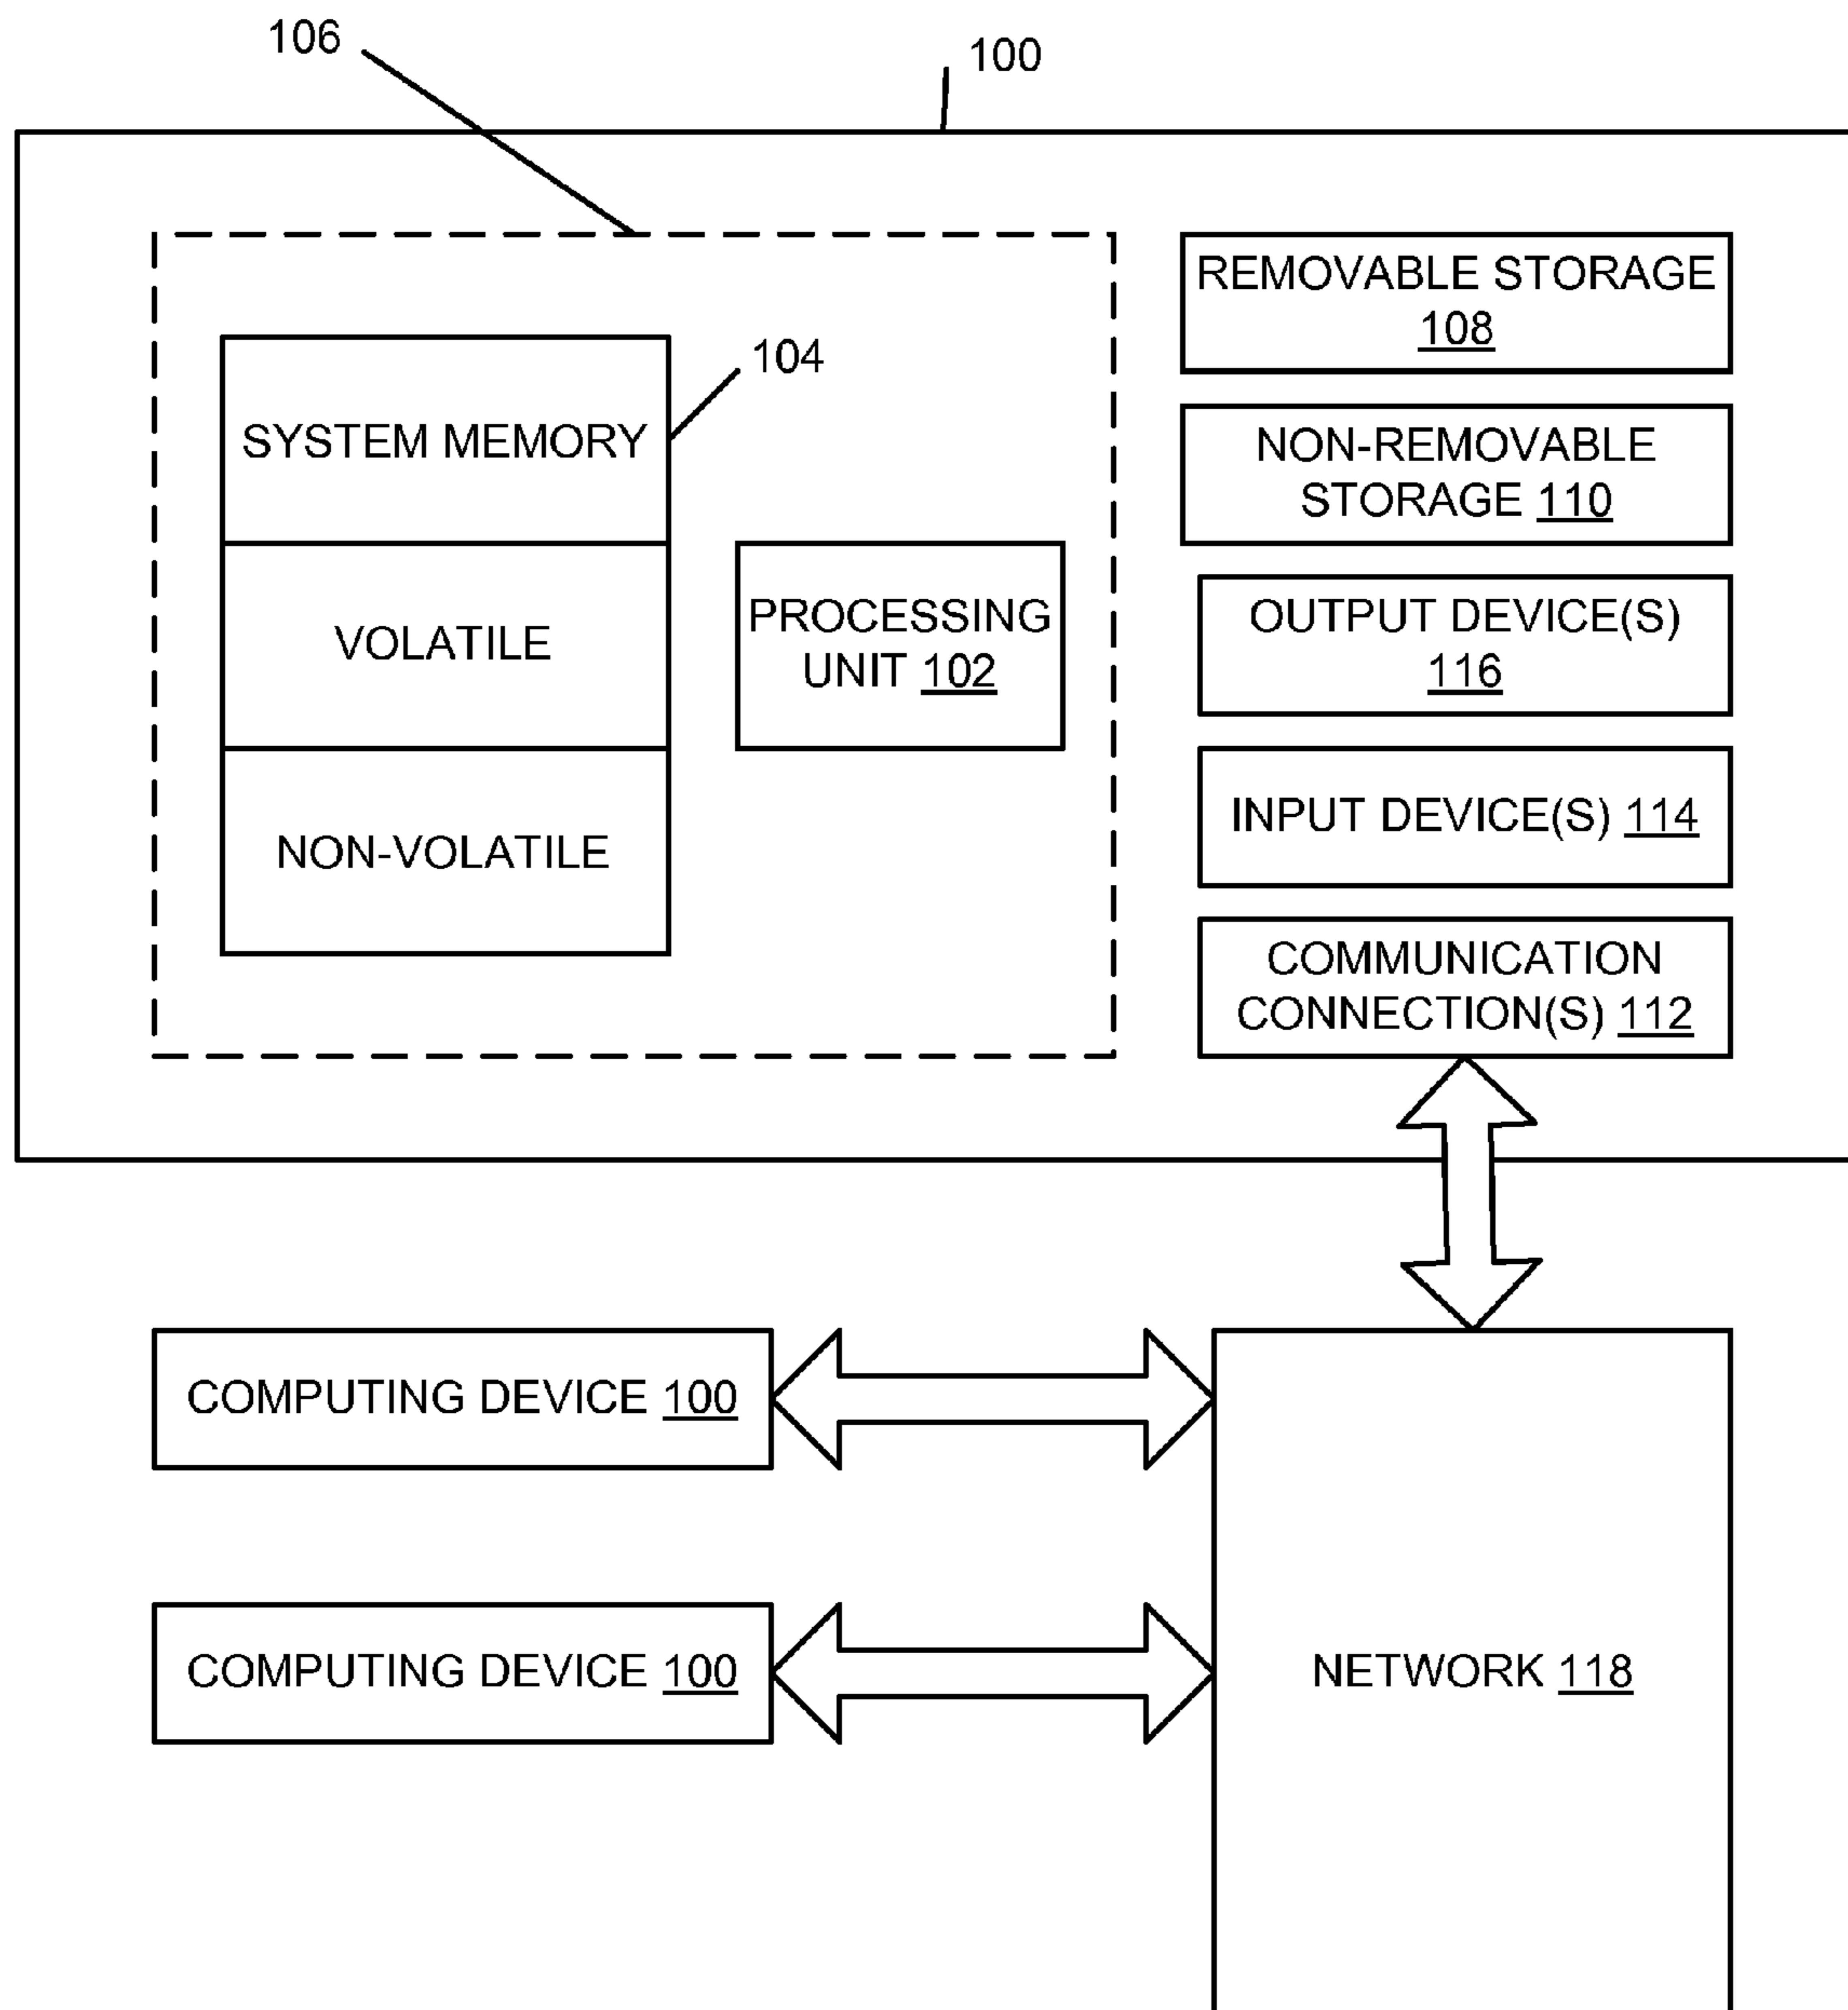 106
100
REMOVABLE STORAGE
108
104
SYSTEM MEMORY
NON-REMOVABLE
STORAGE 110
VOLATILE
PROCESSING
UNIT 102
OUTPUT DEVICE(S)
116
NON-VOLATILE
INPUT DEVICE(S) 114
COMMUNICATION
CONNECTION(S) 112
COMPUTING DEVICE 100
COMPUTING DEVICE 100
NETWORK 118